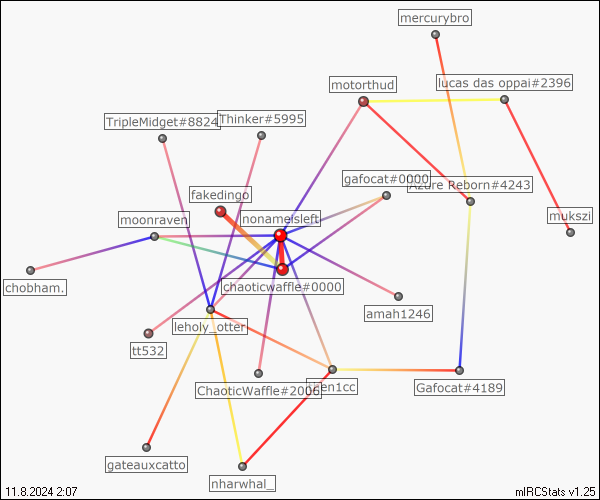 mercurybro
motorthud
lucas das oppai#2396
TripleMidget#8824
Thinker#5995
gafocat#0000
Azure Reborn#4243
fakedingo
moonraven
nonameisleft
mukszi
chobham.
chaoticwaffle#0000
amah1246
leholy_otter
tt532
ChaoticWaffle#2006
Gafocat#4189
gateauxcatto
nharwhal_
11.8.2024 2:07
mIRCStats v1.25